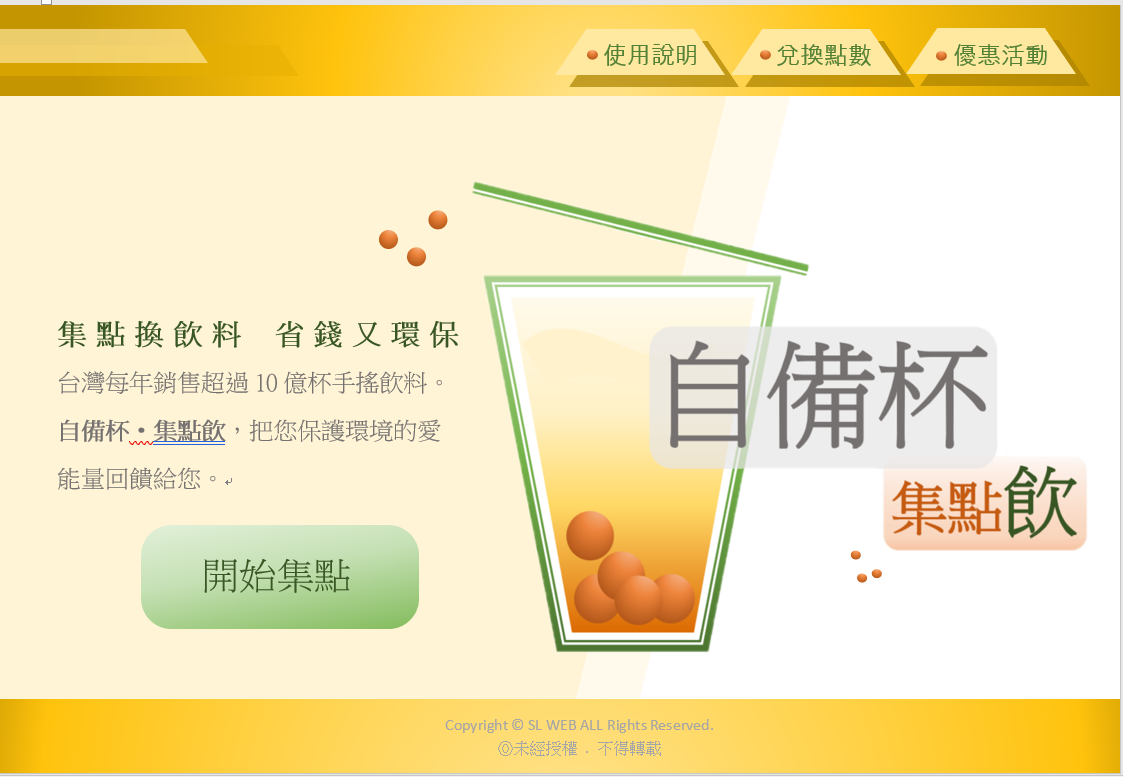 使用說明
兌換點數
優惠活動
集點換飲料 省錢又環保
台灣每年銷售超過 10 億杯手搖飲料。
自備杯‧集點飲，把您保護環境的愛
能量回饋給您。
開始集點
自備杯
集點飲
Copyright © SL WEB ALL Rights Reserved.
◎未經授權﹒不得轉載